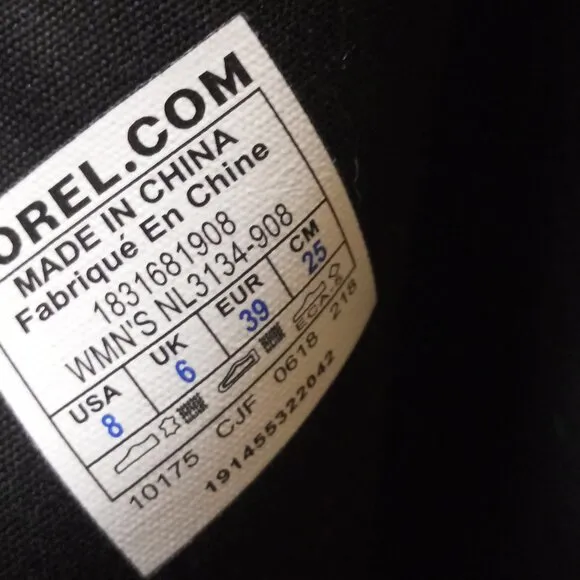 OREL.COM
MADE IN CHINA
Fabriqué En Chine
1831681908
WMN'S NL3134-908
USA UK EUR CM
8 6 39 25
E.C.A.
10175 CJF 0618 218
191455322042